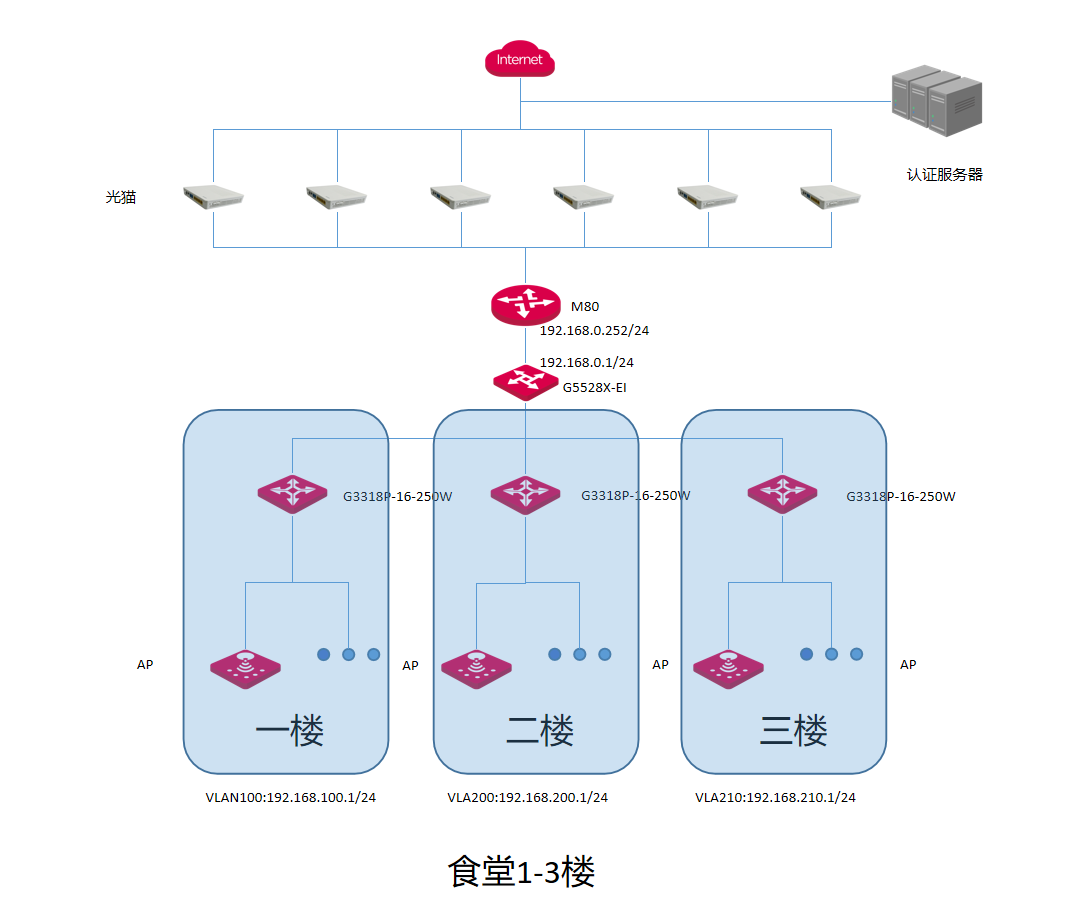 Internet
认证服务器
光猫
M80
192.168.0.252/24
192.168.0.1/24
G5528X-EI
G3318P-16-250W
G3318P-16-250W
G3318P-16-250W
AP
AP
AP
AP
一楼
二楼
三楼
VLAN100:192.168.100.1/24
VLA200:192.168.200.1/24
VLA210:192.168.210.1/24
食堂1-3楼